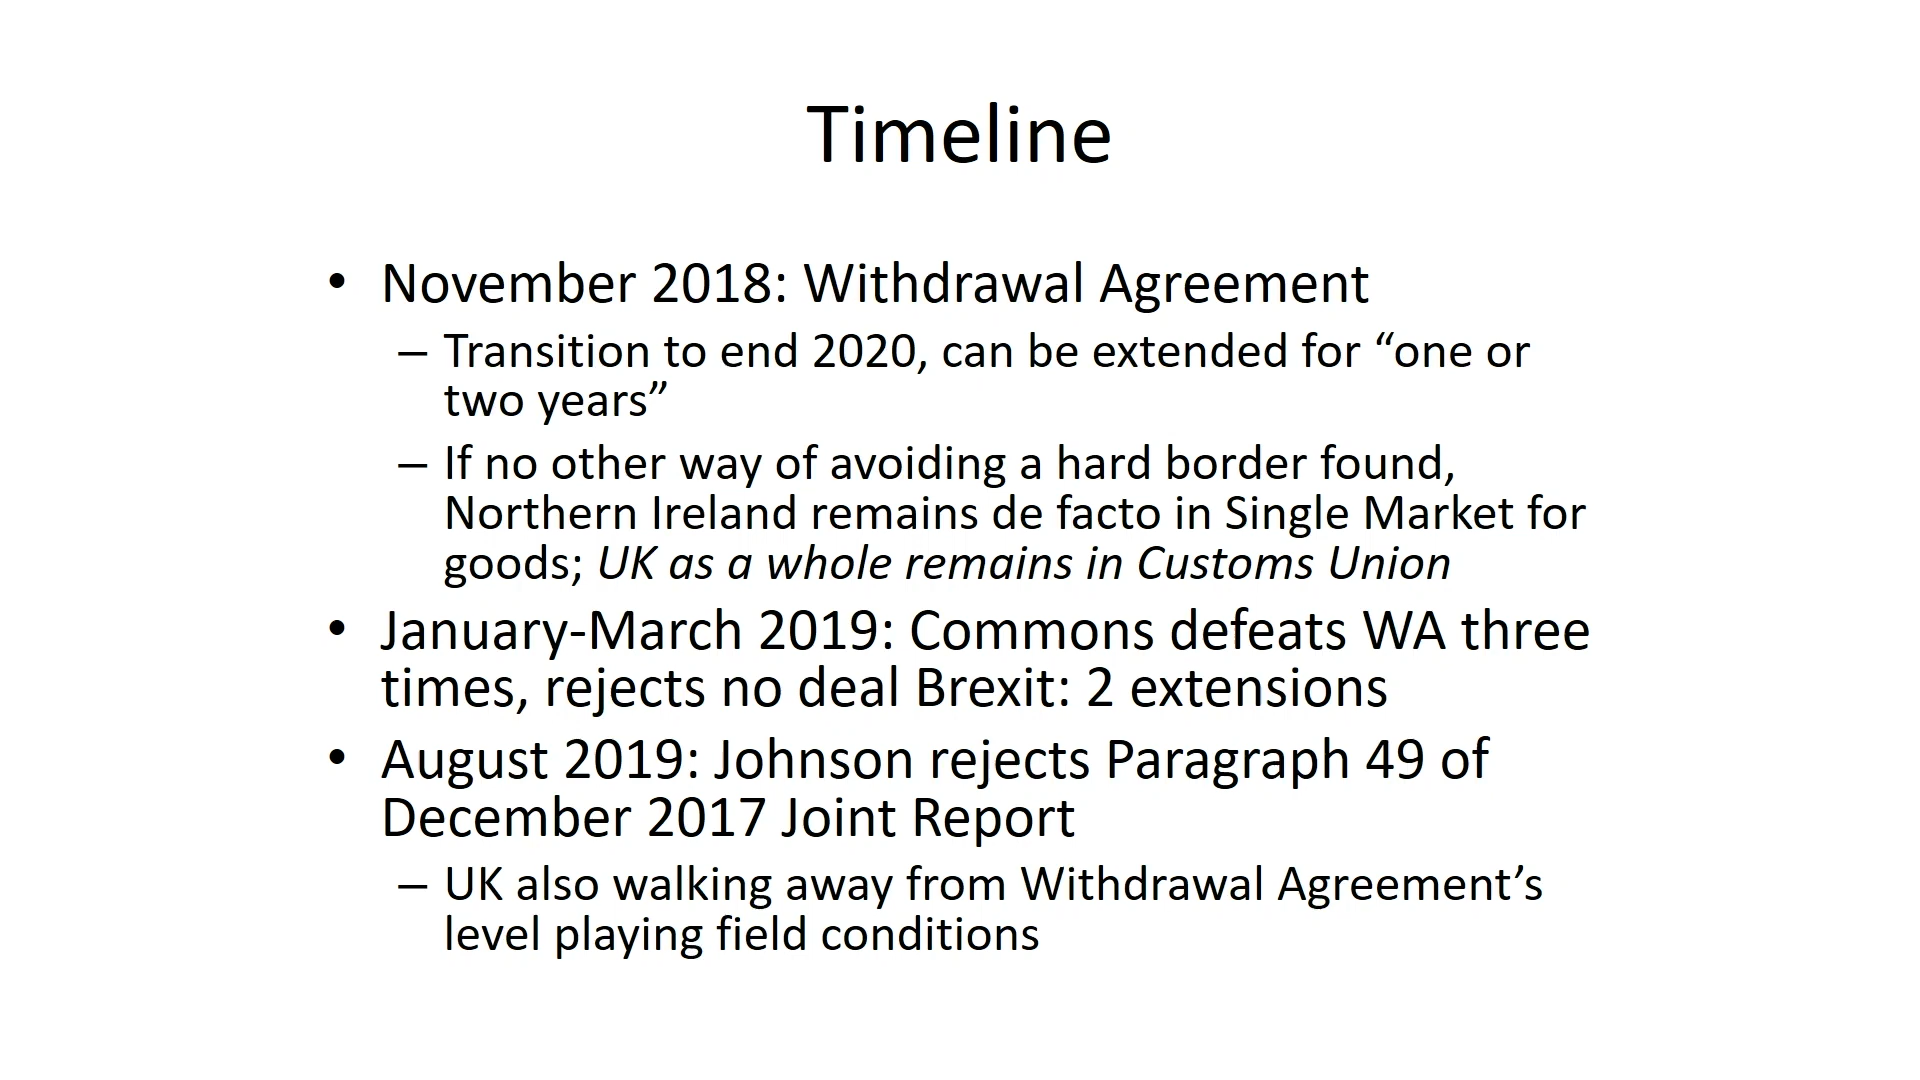 Timeline
• November 2018: Withdrawal Agreement
– Transition to end 2020, can be extended for “one or
two years”
– If no other way of avoiding a hard border found,
Northern Ireland remains de facto in Single Market for
goods; UK as a whole remains in Customs Union
• January-March 2019: Commons defeats WA three
times, rejects no deal Brexit: 2 extensions
• August 2019: Johnson rejects Paragraph 49 of
December 2017 Joint Report
– UK also walking away from Withdrawal Agreement’s
level playing field conditions